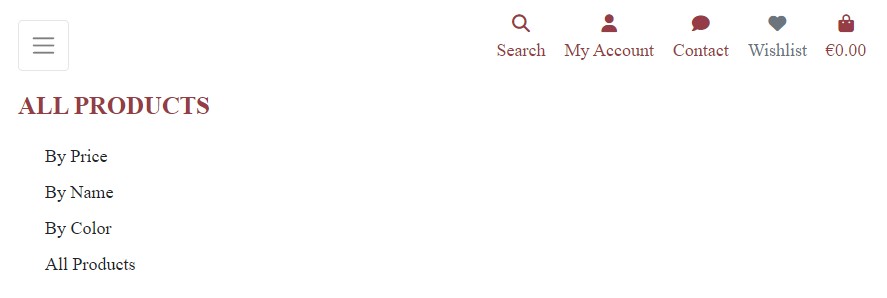 Search My Account Contact Wishlist €0.00
ALL PRODUCTS
By Price
By Name
By Color
All Products